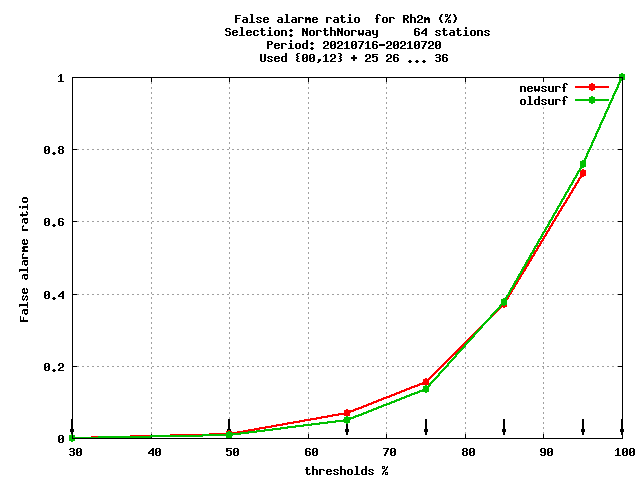 False alarme ratio  for Rh2m (%)
Selection: NorthNorway     64 stations
Period: 20210716-20210720
Used {00,12} + 25 26 ... 36
newsurf
oldsurf
False alarme ratio
1
0.8
0.6
0.4
0.2
0
30 40 50 60 70 80 90 100
thresholds %